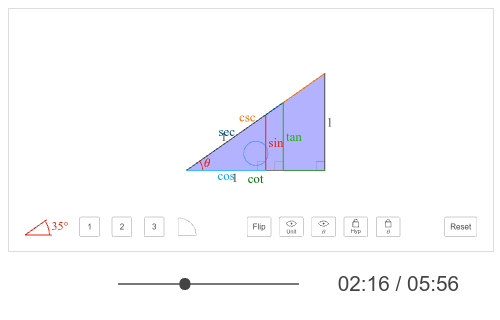 csc
sec
1
θ
sin
tan
1
cos
1
cot
35°
1
2
3
Flip
Unit
θ
Hyp
θ
Reset
02:16 / 05:56